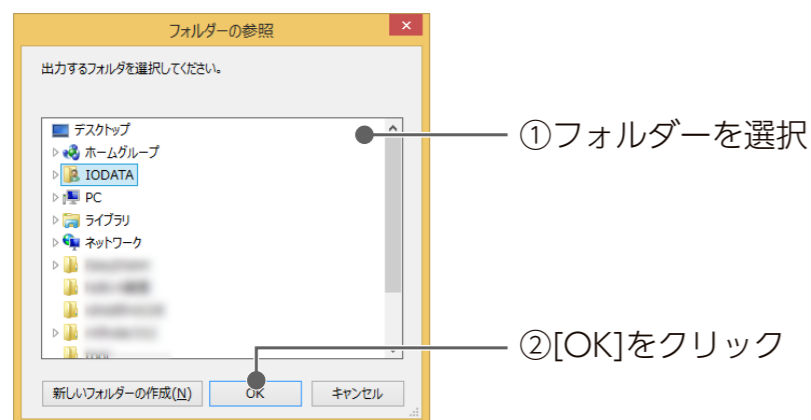 フォルダーの参照
×
出力するフォルダを選択してください。
デスクトップ
ホームグループ
①フォルダーを選択
IODATA
PC
ライブラリ
ネットワーク
②[OK]をクリック
新しいフォルダーの作成(N)
OK
キャンセル